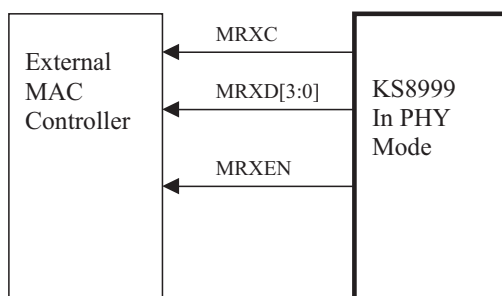 External
MAC
Controller
MRXC
MRXD[3:0]
MRXEN
KS8999
In PHY
Mode